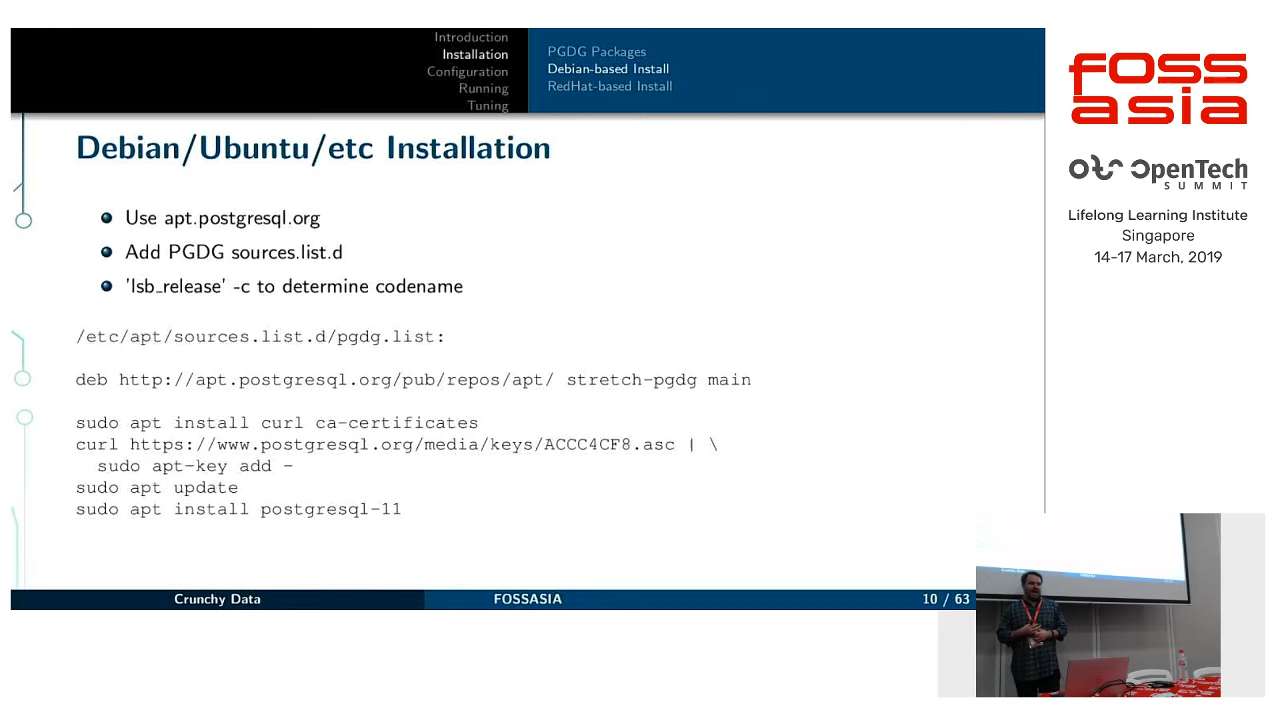 Introduction
Installation
Configuration
Running
Tuning
PGDG Packages
Debian-based Install
RedHat-based Install
Debian/Ubuntu/etc Installation
Use apt.postgresql.org
Add PGDG sources.list.d
'lsb_release' -c to determine codename
/etc/apt/sources.list.d/pgdg.list:
deb http://apt.postgresql.org/pub/repos/apt/ stretch-pgdg main
sudo apt install curl ca-certificates
curl https://www.postgresql.org/media/keys/ACCC4CF8.asc | \
sudo apt-key add -
sudo apt update
sudo apt install postgresql-11
Crunchy Data
FOSSASIA
10 / 63
FOSS
ASIA
OTS OpenTech
SUMMIT
Lifelong Learning Institute
Singapore
14-17 March, 2019